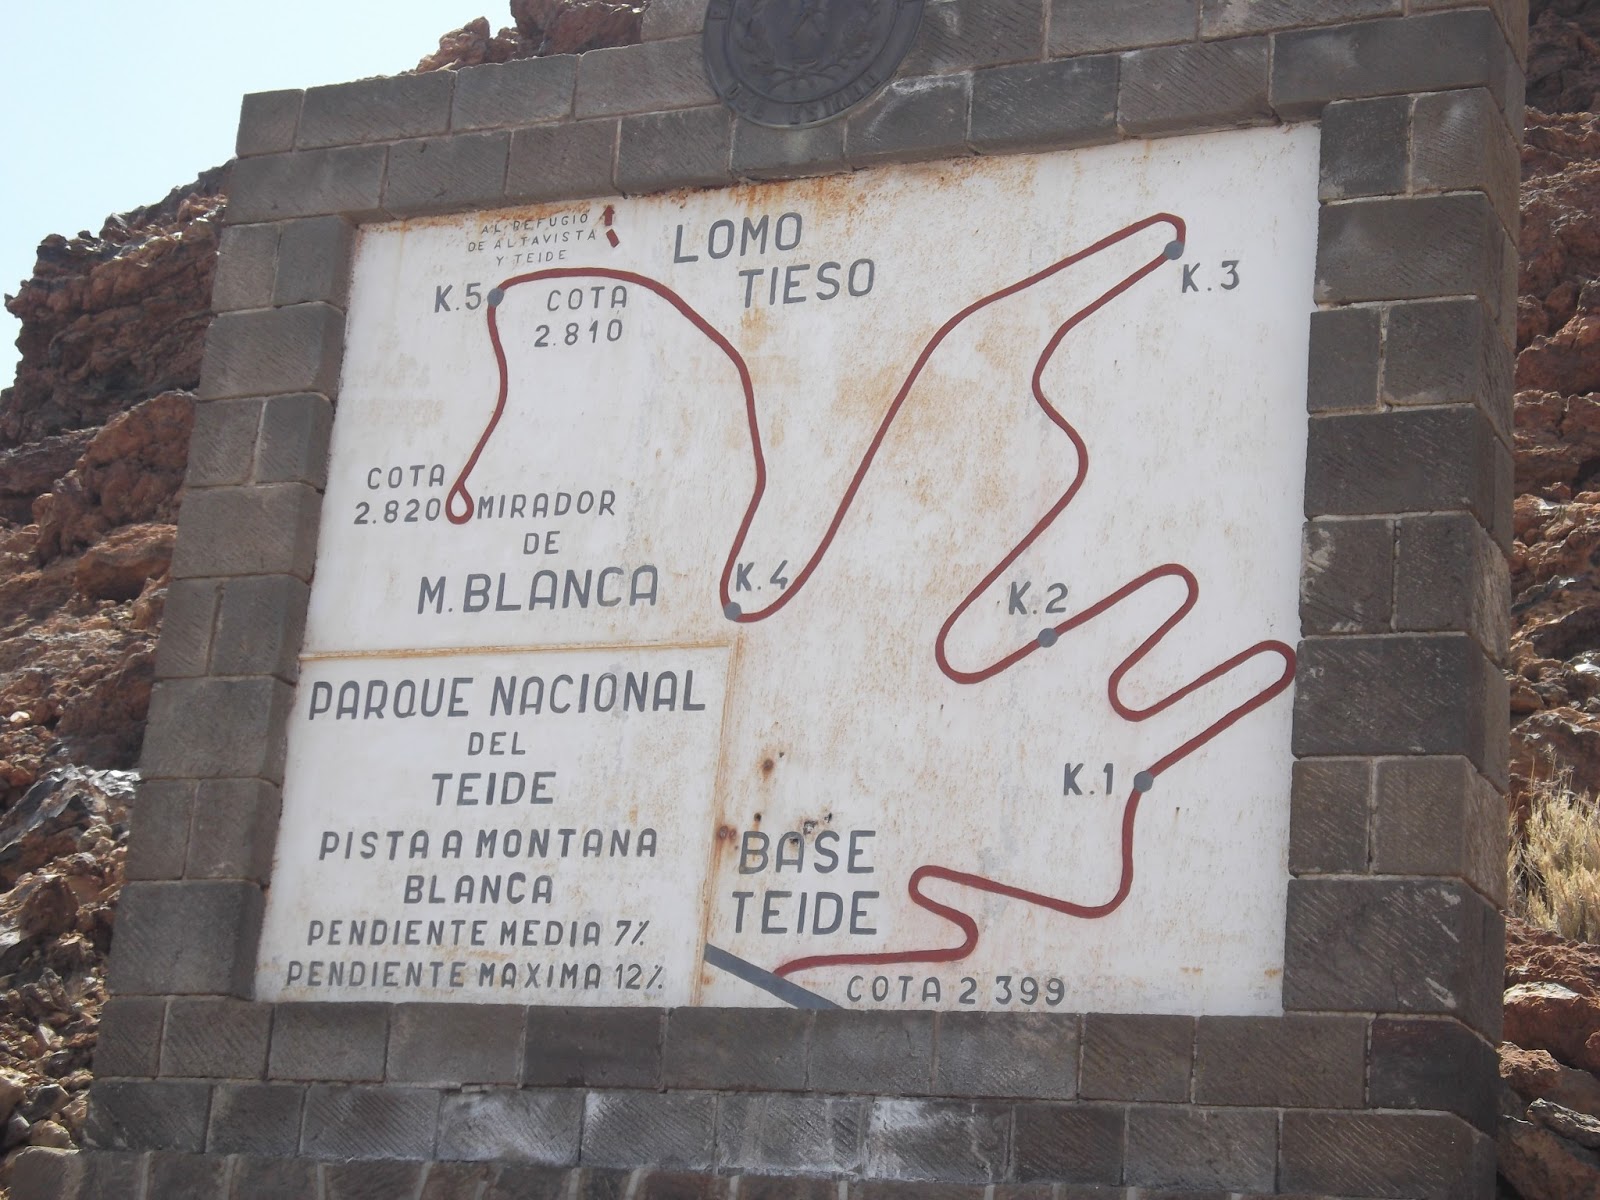 AL REFUGIO
DE ALTAVISTA
Y TEIDE
LOMO
TIESO
K.3
K.5
COTA
2.810
COTA
2.820
MIRADOR
DE
M. BLANCA
K.4
K.2
K.1
PARQUE NACIONAL
DEL
TEIDE
PISTA A MONTANA
BLANCA
PENDIENTE MEDIA 7%
PENDIENTE MAXIMA 12%
BASE
TEIDE
COTA 2 399